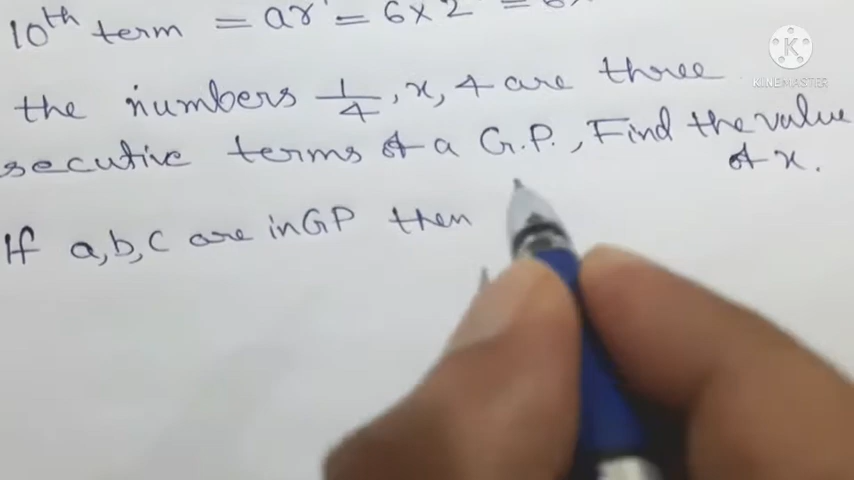 10th term = ar = 6x2 = 6
the numbers 1/4, x, 4 are three
secutive terms of a G.P., Find the value
of x.
If a,b,c are in GP then
K
KINEMASTER